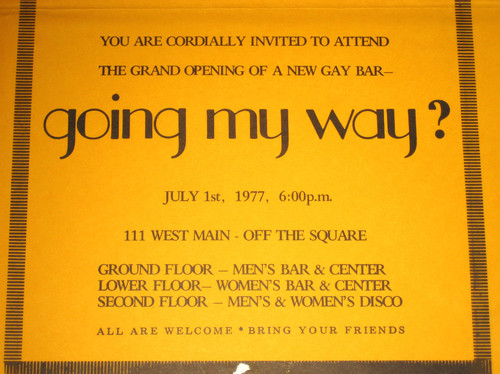 YOU ARE CORDIALLY INVITED TO ATTEND
THE GRAND OPENING OF A NEW GAY BAR—
going my way?
JULY 1st, 1977, 6:00p.m.
111 WEST MAIN - OFF THE SQUARE
GROUND FLOOR — MEN'S BAR & CENTER
LOWER FLOOR— WOMEN'S BAR & CENTER
SECOND FLOOR — MEN'S & WOMEN'S DISCO
ALL ARE WELCOME * BRING YOUR FRIENDS